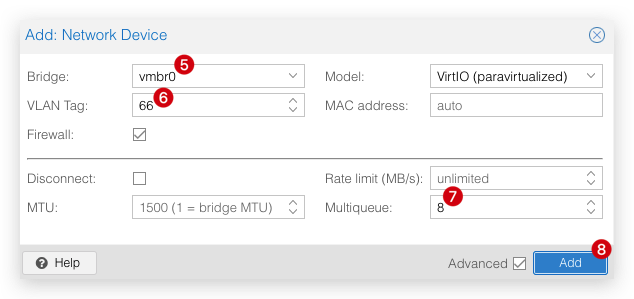 Add: Network Device
5
Bridge: vmbr0 Model: VirtIO (paravirtualized)
6
VLAN Tag: 66 MAC address: auto
Firewall:
Disconnect: Rate limit (MB/s): unlimited
7
MTU: 1500 (1 = bridge MTU) Multiqueue: 8
8
? Help Advanced Add